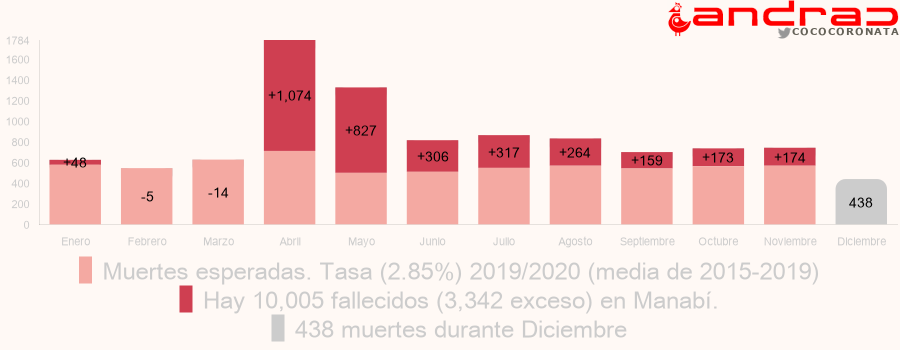 andrac
COCOCORONATA
1784
1600
1400
1200
1000
800
600
400
200
0
+48
-5
-14
+1,074
+827
+306
+317
+264
+159
+173
+174
438
Enero
Febrero
Marzo
Abril
Mayo
Junio
Julio
Agosto
Septiembre
Octubre
Noviembre
Diciembre
Muertes esperadas. Tasa (2.85%) 2019/2020 (media de 2015-2019)
Hay 10,005 fallecidos (3,342 exceso) en Manabí.
438 muertes durante Diciembre